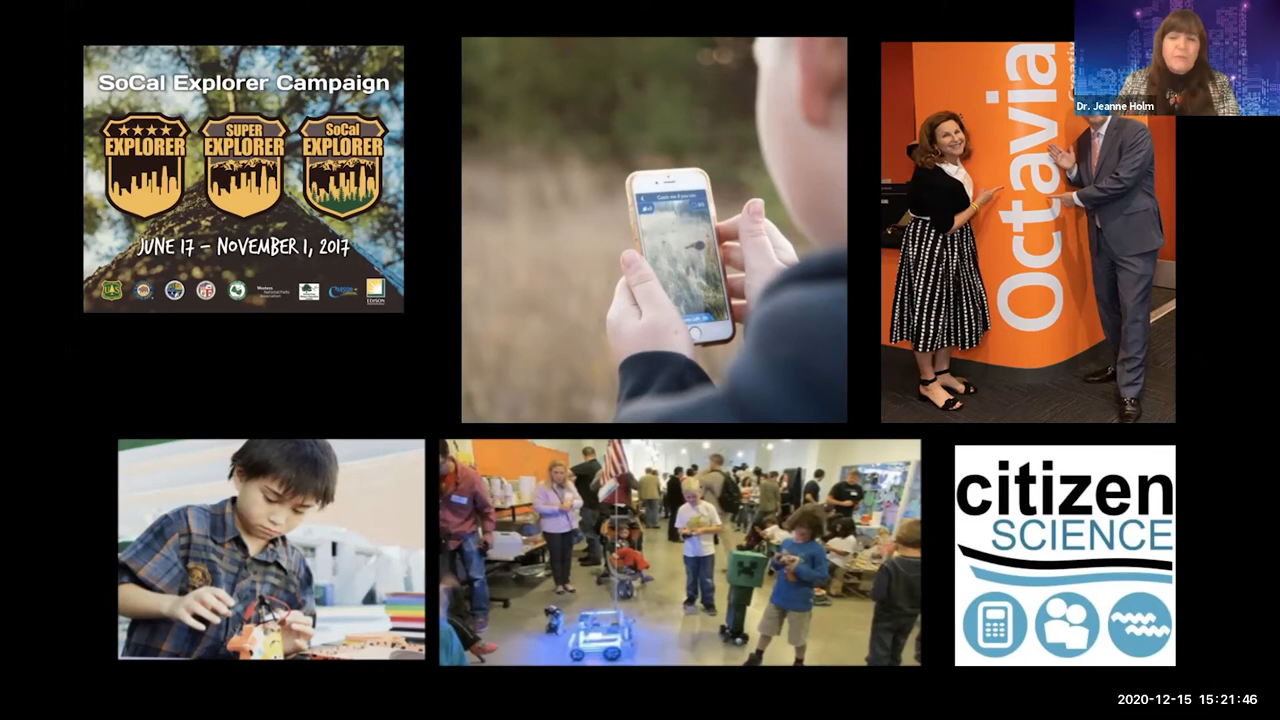 SoCal Explorer Campaign
EXPLORER
SUPER
EXPLORER
SoCal
EXPLORER
JUNE 17 – NOVEMBER 1, 2017
EDISON
Octavia
Dr. Jeanne Holm
citizen
SCIENCE
2020-12-15 15:21:46